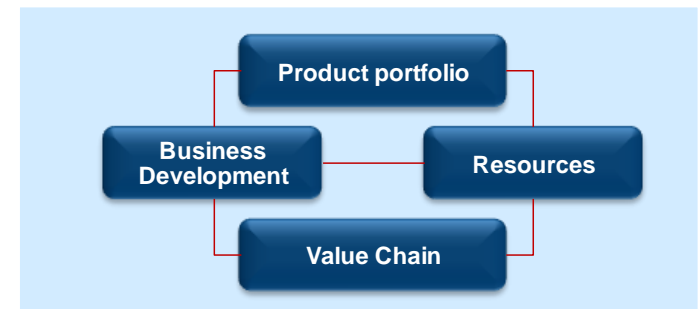 Product portfolio
Business
Development
Resources
Value Chain